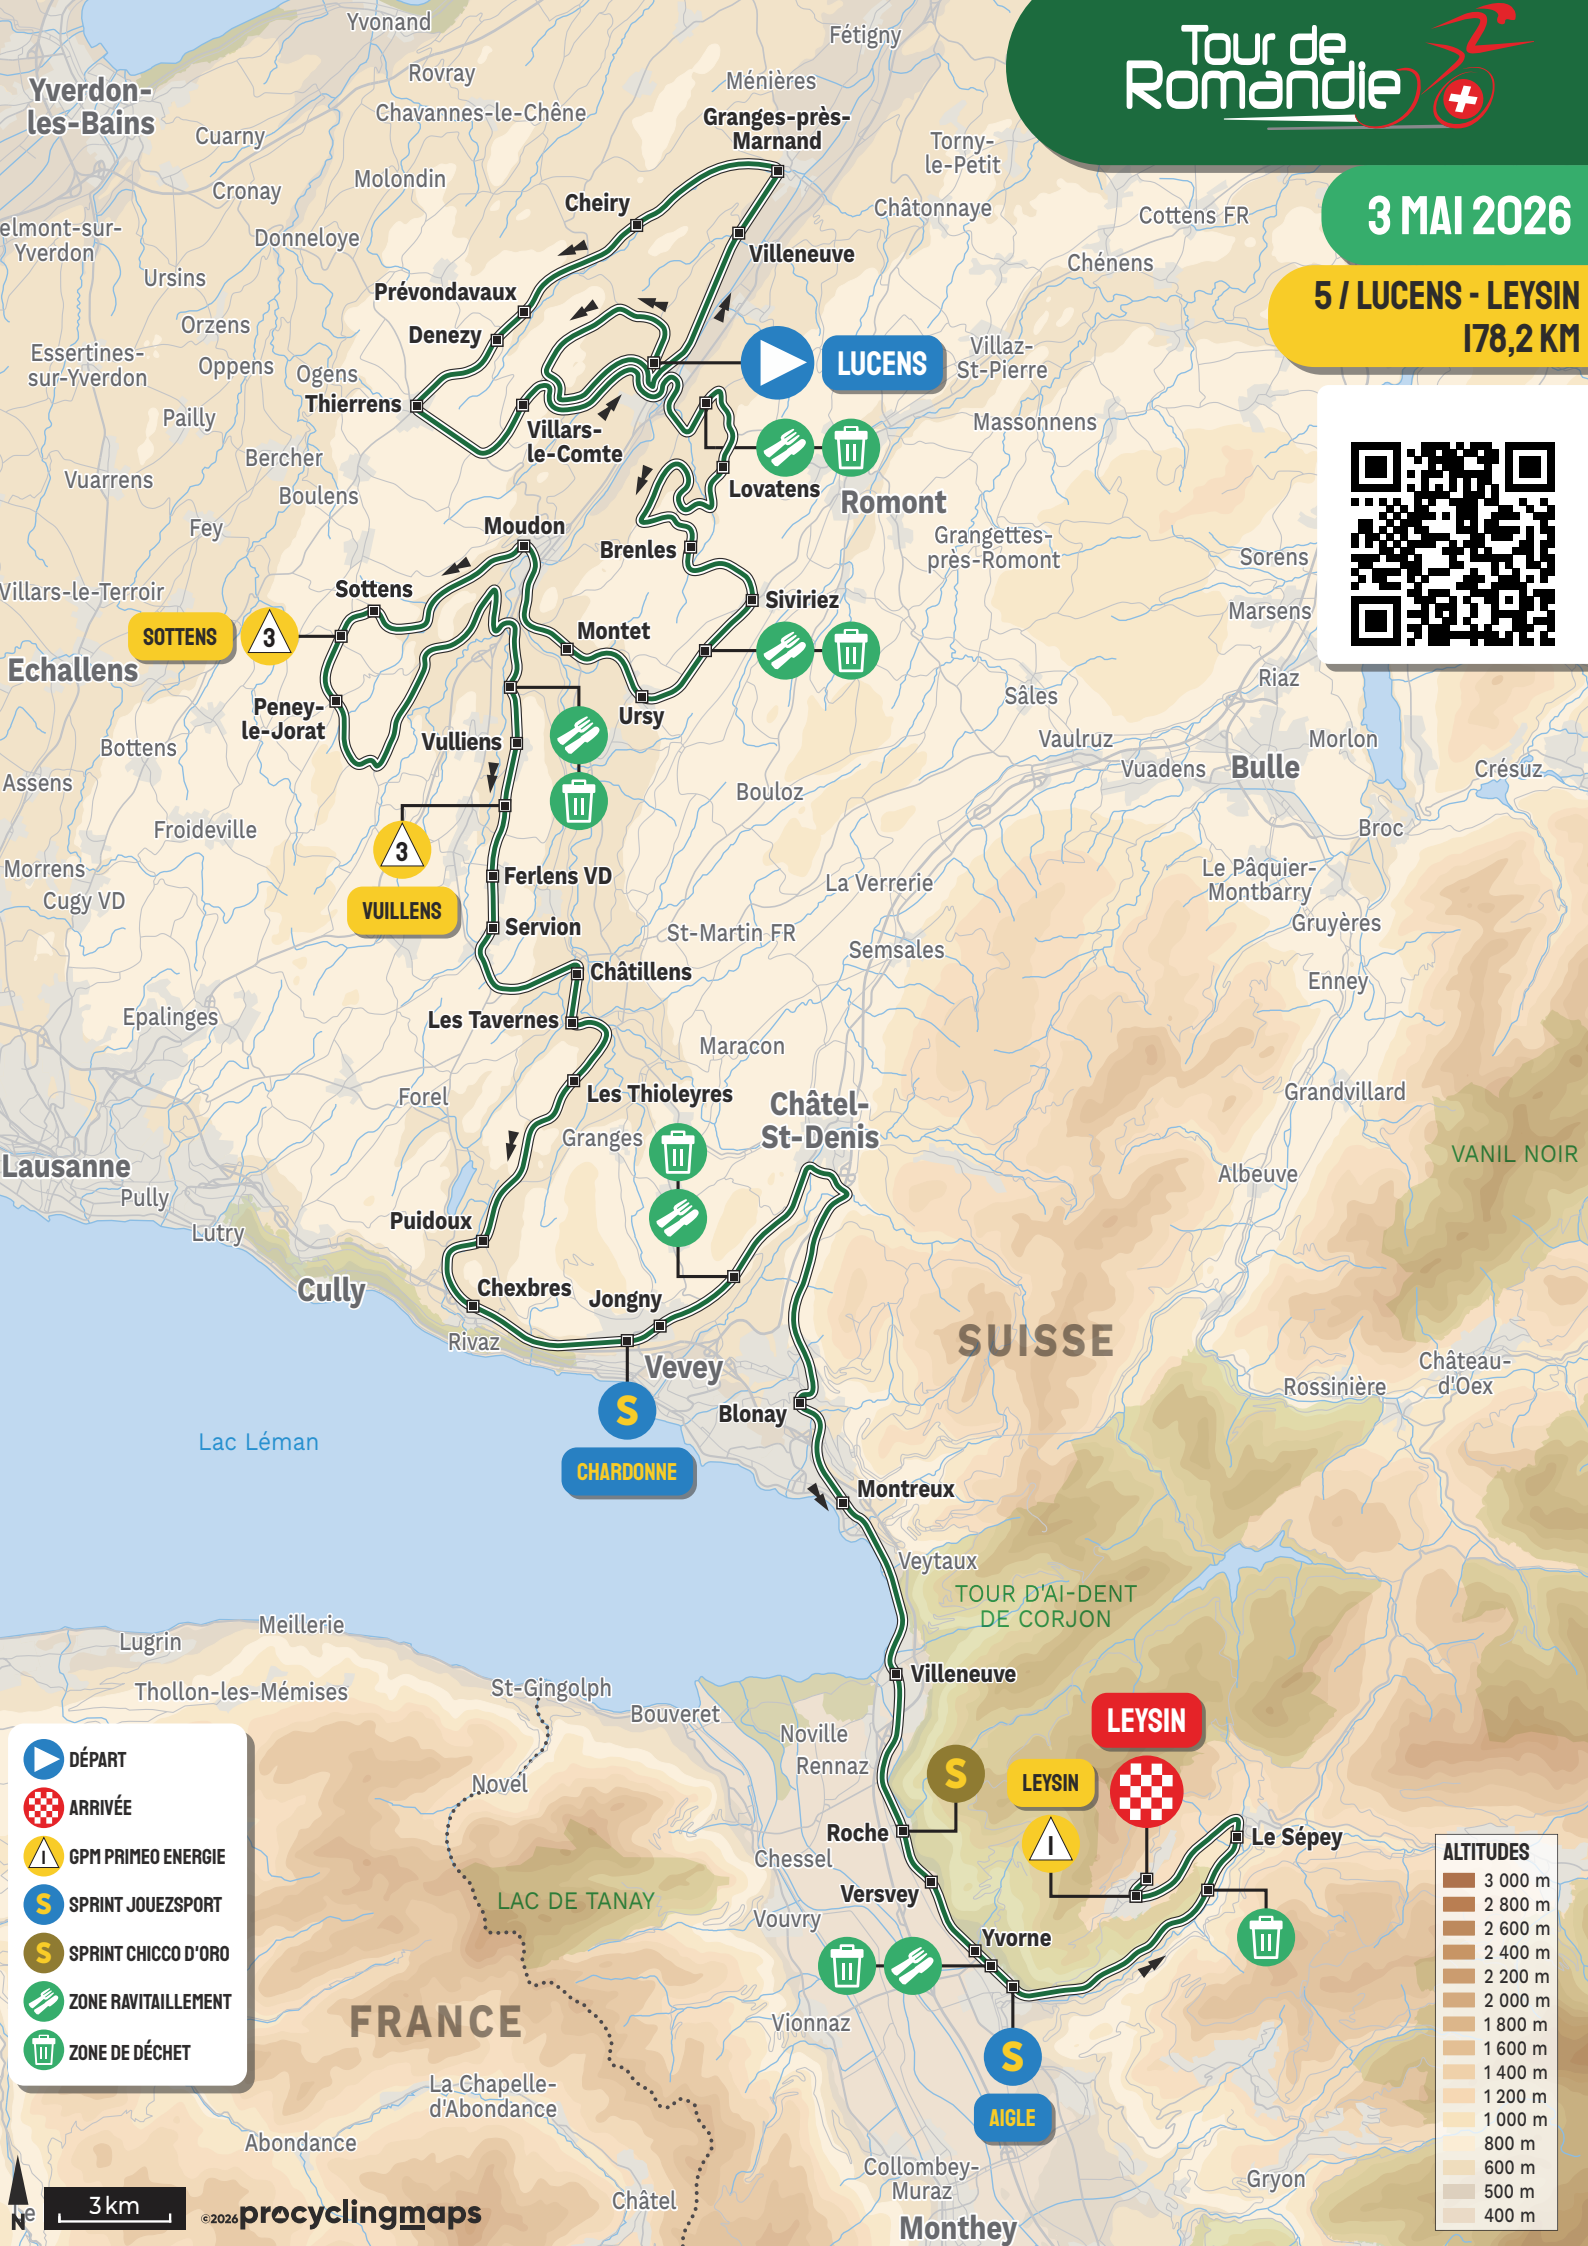 Tour de
Romandie
3 MAI 2026
5 / LUCENS - LEYSIN
178,2 KM
Yvonand
Fétigny
Rovray
Ménières
Yverdon-
les-Bains
Chavannes-le-Chêne
Granges-près-
Marnand
Cuarny
Torny-
le-Petit
Molondin
Cronay
Cheiry
Châtonnaye
Cottens FR
elmont-sur-
Yverdon
Donneloye
Villeneuve
Chénens
Ursins
Prévondavaux
Orzens
Denezy
Essertines-
sur-Yverdon
Oppens
Ogens
LUCENS
Villaz-
St-Pierre
Thierrens
Pailly
Villars-
le-Comte
Massonnens
Bercher
Vuarrens
Boulens
Lovatens
Romont
Fey
Moudon
Brenles
Grangettes-
près-Romont
Sorens
Villars-le-Terroir
Sottens
Siviriez
Marsens
SOTTENS
3
Montet
Echallens
Riaz
Peney-
le-Jorat
Ursy
Sâles
Vulliens
Bottens
Vaulruz
Morlon
Assens
Vuadens
Bulle
Crésuz
Bouloz
Froideville
Broc
3
Morrens
Ferlens VD
La Verrerie
Le Pâquier-
Montbarry
Cugy VD
VUILLENS
Servion
St-Martin FR
Gruyères
Semsales
Châtillens
Enney
Epalinges
Les Tavernes
Maracon
Forel
Les Thioleyres
Châtel-
St-Denis
Grandvillard
Granges
VANIL NOIR
Lausanne
Albeuve
Pully
Puidoux
Lutry
Cully
Chexbres
Jongny
Rivaz
SUISSE
Vevey
Château-
d'Oex
Rossinière
S
Blonay
Lac Léman
CHARDONNE
Montreux
Veytaux
TOUR D'AI-DENT
DE CORJON
Meillerie
Lugrin
Villeneuve
Thollon-les-Mémises
St-Gingolph
Bouveret
LEYSIN
Noville
Rennaz
S
LEYSIN
Novel
1
Roche
Le Sépey
Chessel
Versvey
LAC DE TANAY
Vouvry
Yvorne
FRANCE
Vionnaz
S
La Chapelle-
d'Abondance
AIGLE
Abondance
Collombey-
Muraz
Gryon
Châtel
Monthey
DÉPART
ARRIVÉE
1
GPM PRIMEO ENERGIE
S
SPRINT JOUEZSPORT
S
SPRINT CHICCO D'ORO
ZONE RAVITAILLEMENT
ZONE DE DÉCHET
ALTITUDES
3 000 m
2 800 m
2 600 m
2 400 m
2 200 m
2 000 m
1 800 m
1 600 m
1 400 m
1 200 m
1 000 m
800 m
600 m
500 m
400 m
N
3 km
©2026 procyclingmaps